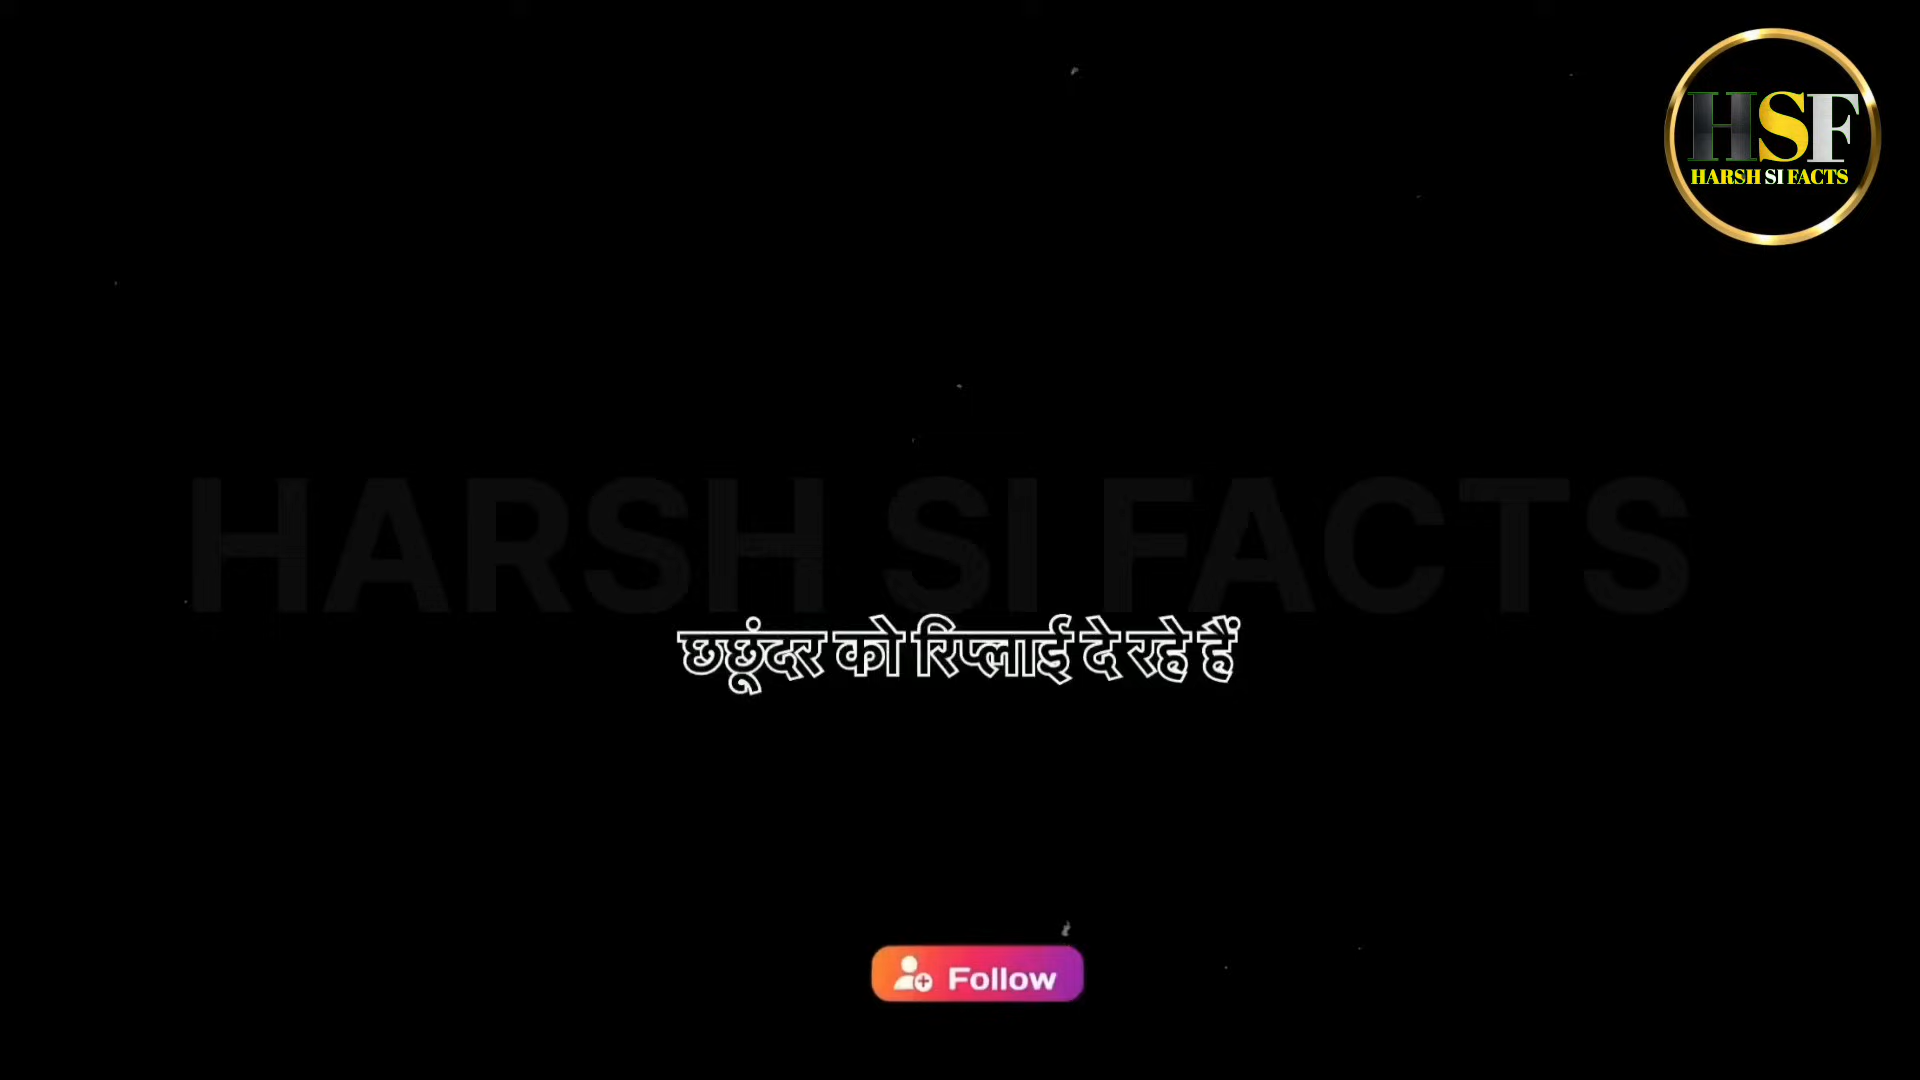 HSF
HARSH SI FACTS
HARSH SI FACTS
छछूंदर को रिप्लाई दे रहे हैं
Follow